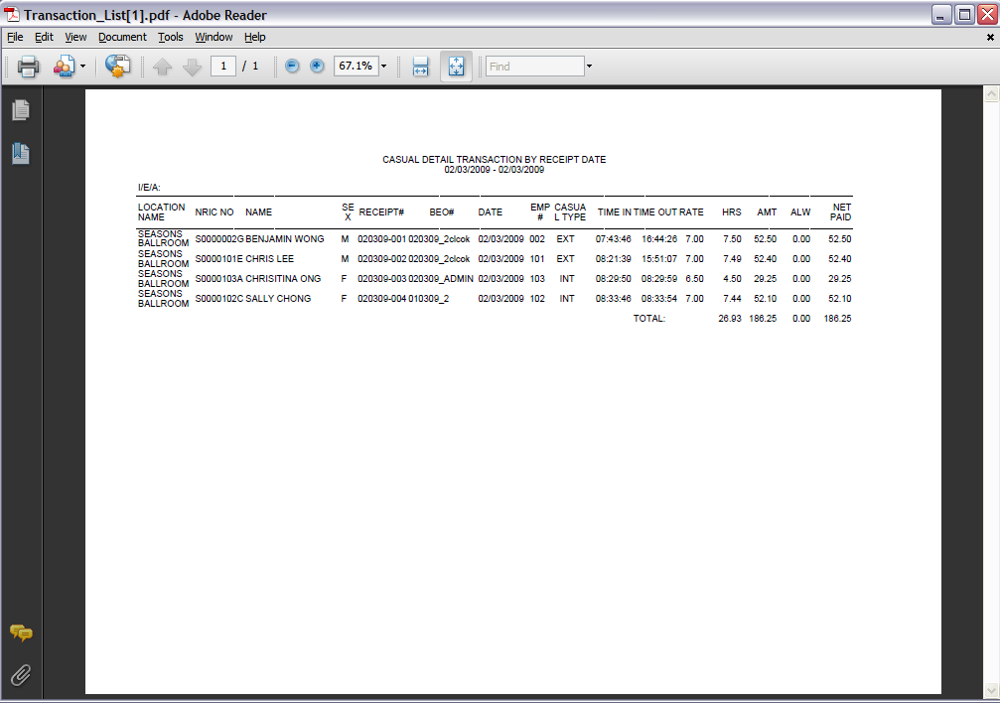 Transaction_List[1].pdf - Adobe Reader
File Edit View Document Tools Window Help
1 / 1 67.1% Find
CASUAL DETAIL TRANSACTION BY RECEIPT DATE
02/03/2009 - 02/03/2009
I/E/A:
LOCATION NAME NRIC NO NAME SEX RECEIPT# BEO# DATE EMP # CASUAL TYPE TIME IN TIME OUT RATE HRS AMT ALW NET PAID
SEASONS BALLROOM S0000002G BENJAMIN WONG M 020309-001 020309_2clcok 02/03/2009 002 EXT 07:43:46 16:44:26 7.00 7.50 52.50 0.00 52.50
SEASONS BALLROOM S0000101E CHRIS LEE M 020309-002 020309_2clcok 02/03/2009 101 EXT 08:21:39 15:51:07 7.00 7.49 52.40 0.00 52.40
SEASONS BALLROOM S0000103A CHRISITINA ONG F 020309-003 020309_ADMIN 02/03/2009 103 INT 08:29:50 08:29:59 6.50 4.50 29.25 0.00 29.25
SEASONS BALLROOM S0000102C SALLY CHONG F 020309-004 010309_2 02/03/2009 102 INT 08:33:46 08:33:54 7.00 7.44 52.10 0.00 52.10
TOTAL: 26.93 186.25 0.00 186.25